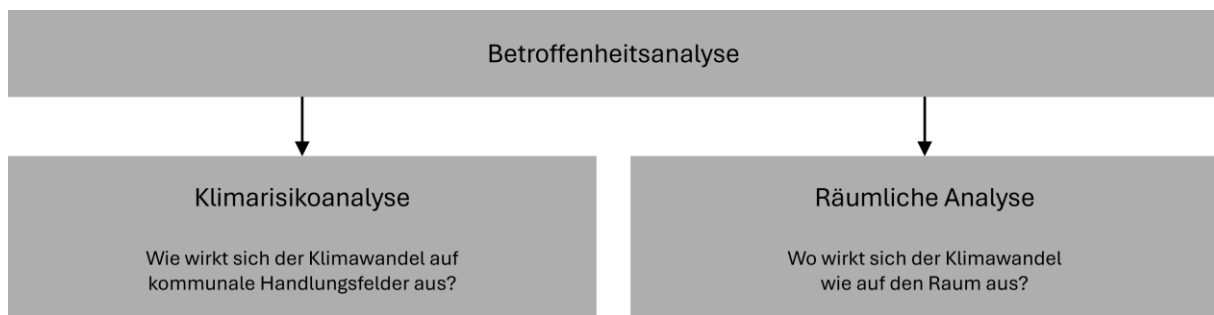 Betroffenheitsanalyse
Klimarisikoanalyse
Wie wirkt sich der Klimawandel auf
kommunale Handlungsfelder aus?
Räumliche Analyse
Wo wirkt sich der Klimawandel
wie auf den Raum aus?